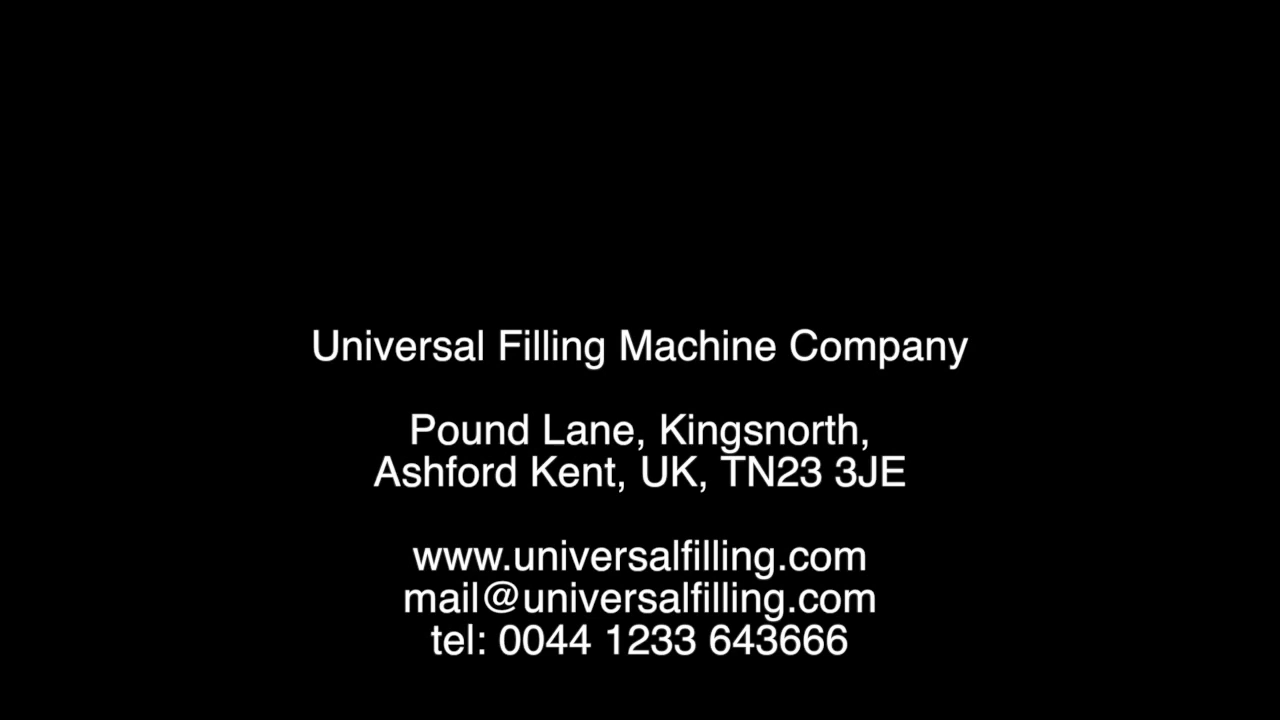 Universal Filling Machine Company
Pound Lane, Kingsnorth,
Ashford Kent, UK, TN23 3JE
www.universalfilling.com
mail@universalfilling.com
tel: 0044 1233 643666